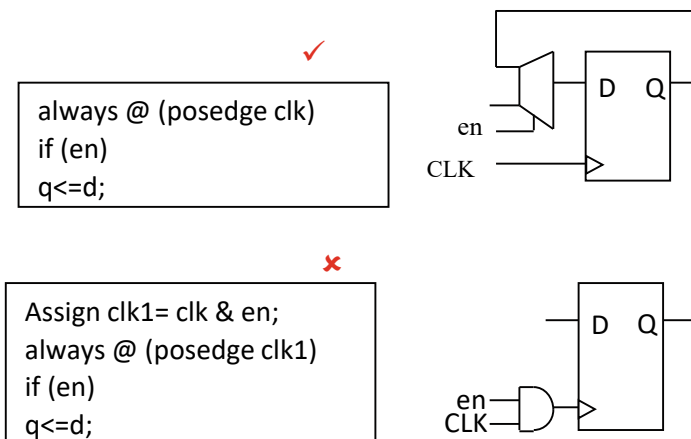 ✓
always @ (posedge clk)
if (en)
q<=d;
D Q
en
CLK
✘
Assign clk1= clk & en;
always @ (posedge clk1)
if (en)
q<=d;
D Q
en
CLK